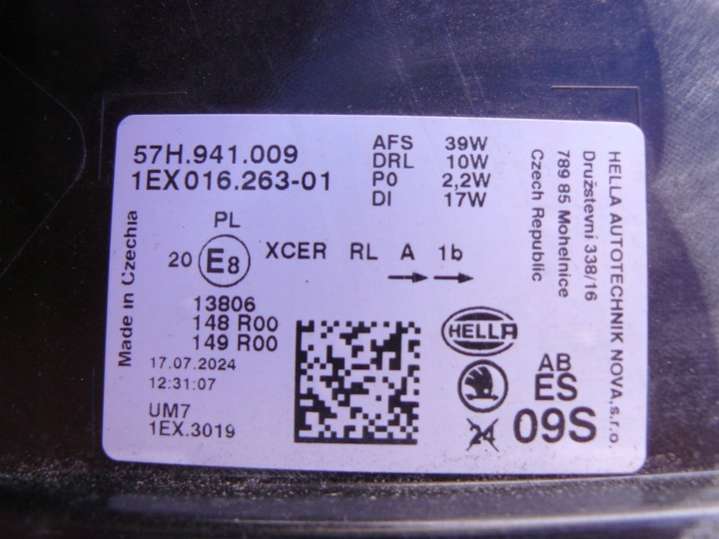 57H.941.009
1EX016.263-01
AFS 39W
DRL 10W
P0 2,2W
DI 17W
HELLA AUTOTECHNIK NOVA,s.r.o.
Družstevní 338/16
789 85 Mohelnice
Czech Republic
Made in Czechia
PL
20 E8 XCER RL A 1b
13806
148 R00
149 R00
17.07.2024
12:31:07
UM7
1EX.3019
HELLA
AB
ES
24 09S